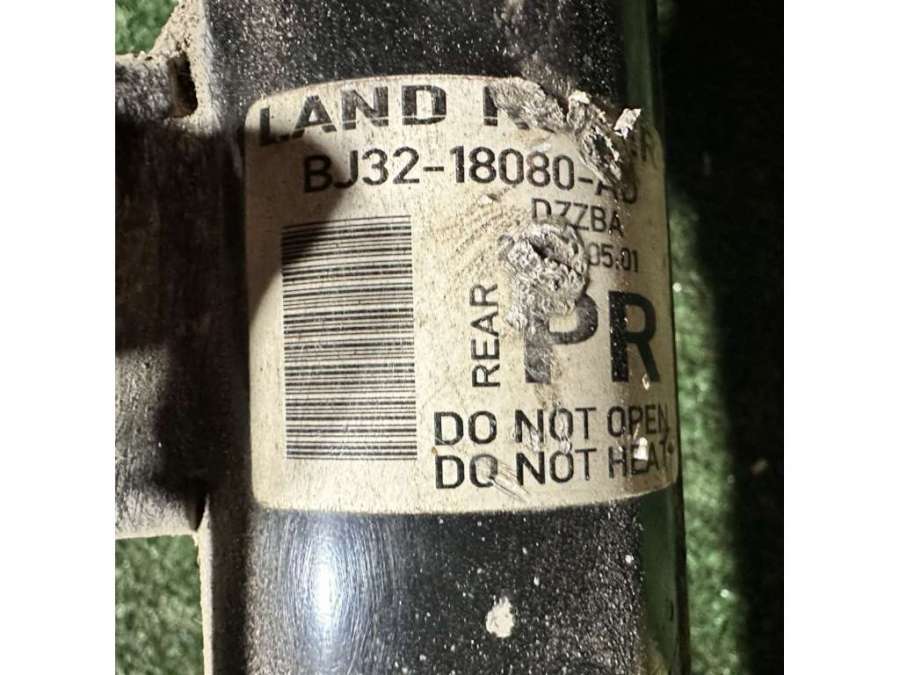 LAND
BJ32-18080-
DZZBA
05:01
REAR
PR
DO NOT OPEN
DO NOT HEAT